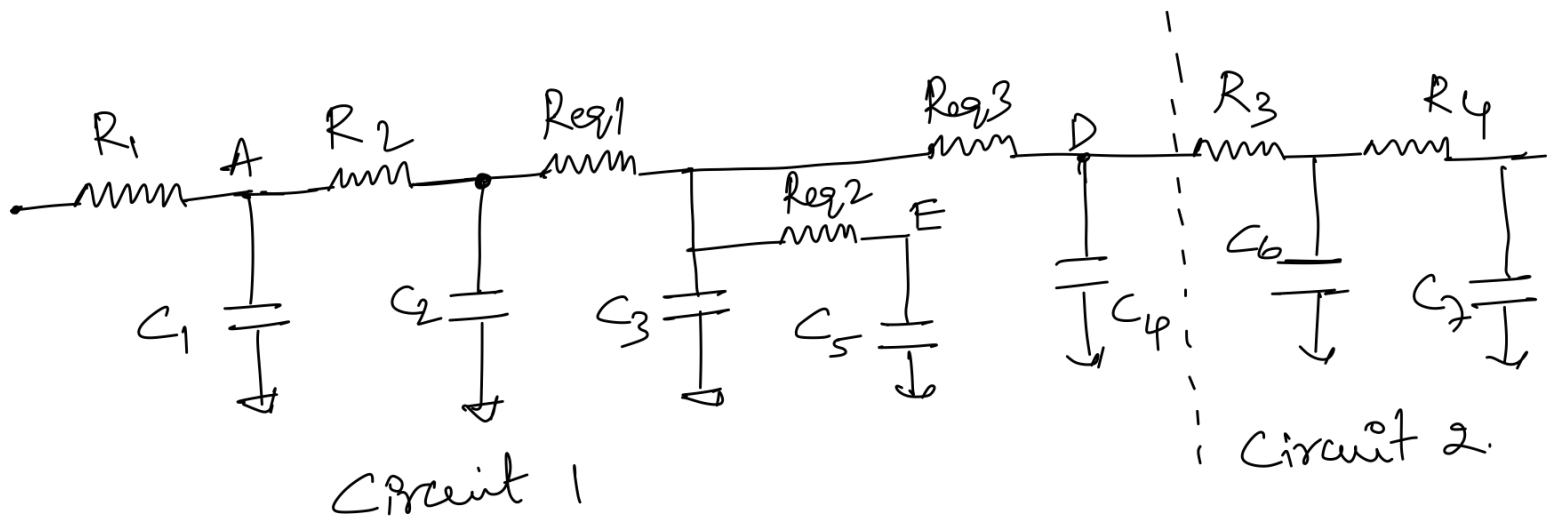 R1 A R2 Req1 Req3 D R3 R4
Req2 E
C1 C2 C3 C5 C4 C6 C7
Circuit 1 Circuit 2.